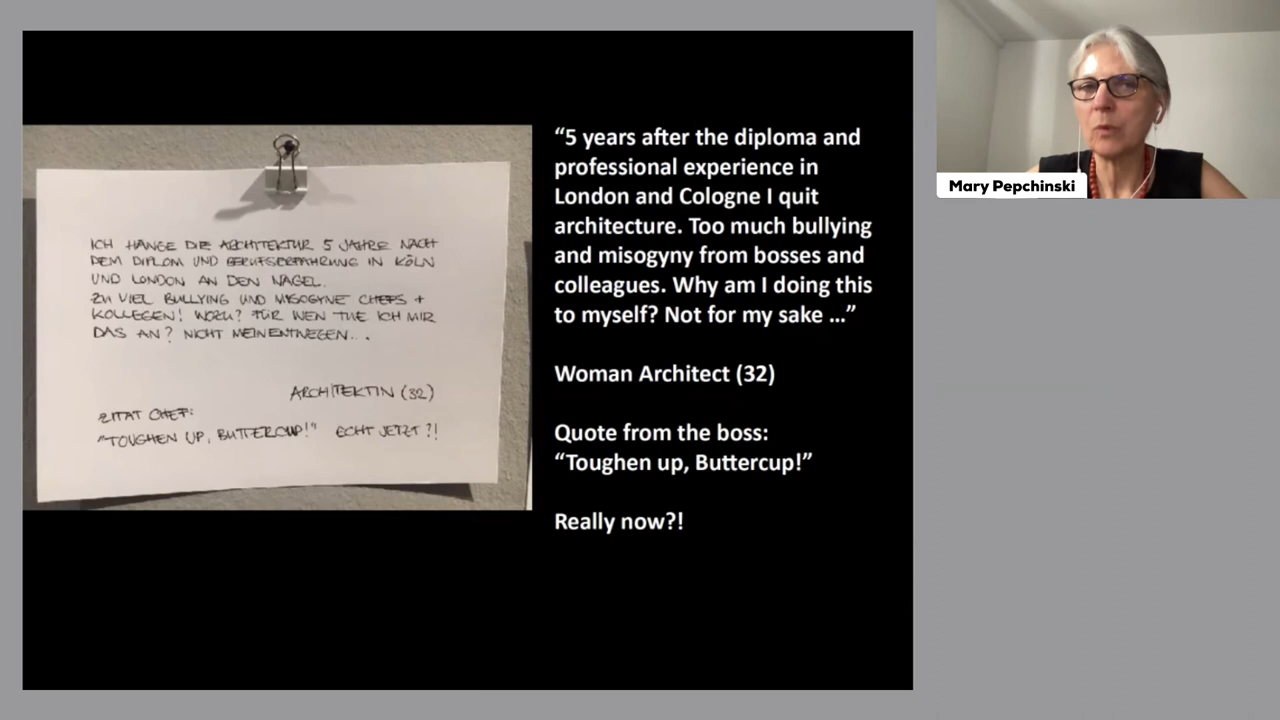 ICH HÄNGE DIE ARCHITEKTUR 5 JAHRE NACH
DEM DIPLOM UND BERUFSERFAHRUNG IN KÖLN
UND LONDON AN DEN NAGEL.
ZU VIEL BULLYING UND MISOGYNE CHEFS +
KOLLEGEN! WOZU? FÜR WEN TUE ICH MIR
DAS AN? NICHT MEINENTWEGEN...
ARCHITEKTIN (32)
ZITAT CHEF:
"TOUGHEN UP, BUTTERCUP!" ECHT JETZT?!
“5 years after the diploma and
professional experience in
London and Cologne I quit
architecture. Too much bullying
and misogyny from bosses and
colleagues. Why am I doing this
to myself? Not for my sake …”
Woman Architect (32)
Quote from the boss:
“Toughen up, Buttercup!”
Really now?!
Mary Pepchinski